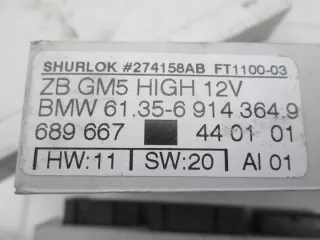 SHURLOK #274158AB FT1100-03
ZB GM5 HIGH 12V
BMW 61.35-6 914 364.9
689 667 44 01 01
HW:11 SW:20 AI 01